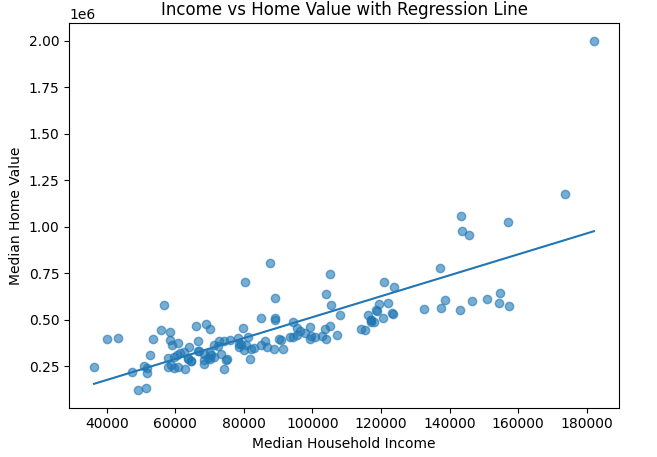 Income vs Home Value with Regression Line
1e6
2.00
1.75
1.50
1.25
1.00
0.75
0.50
0.25
Median Home Value
40000 60000 80000 100000 120000 140000 160000 180000
Median Household Income